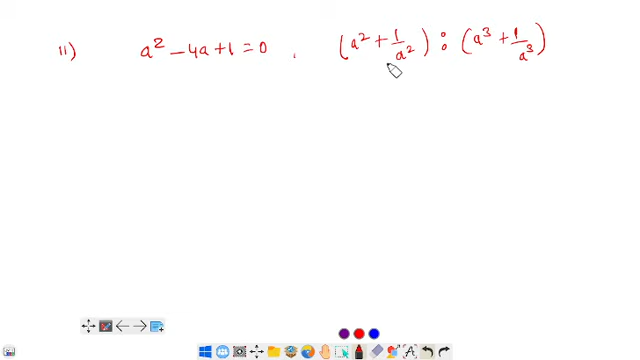 11) a² - 4a + 1 = 0 , (a² + 1/a²) : (a³ + 1/a³)